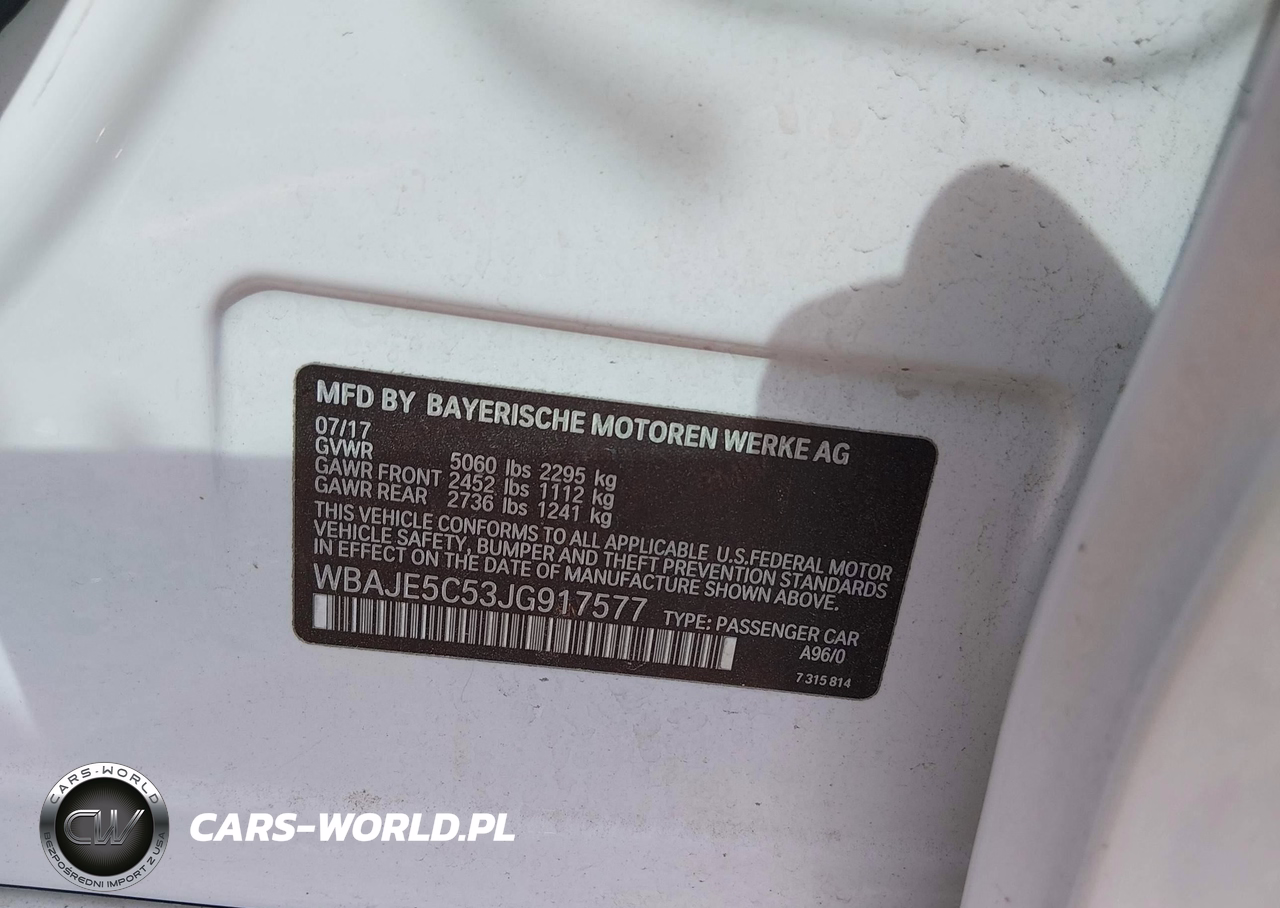 MFD BY BAYERISCHE MOTOREN WERKE AG
07/17
GVWR 5060 lbs 2295 kg
GAWR FRONT 2452 lbs 1112 kg
GAWR REAR 2736 lbs 1241 kg
THIS VEHICLE CONFORMS TO ALL APPLICABLE U.S.FEDERAL MOTOR
VEHICLE SAFETY, BUMPER AND THEFT PREVENTION STANDARDS
IN EFFECT ON THE DATE OF MANUFACTURE SHOWN ABOVE.
WBAJE5C53JG917577
TYPE: PASSENGER CAR
A96/0
7 315 814
CARS-WORLD
CW
BEZPOŚREDNI IMPORT Z USA
CARS-WORLD.PL